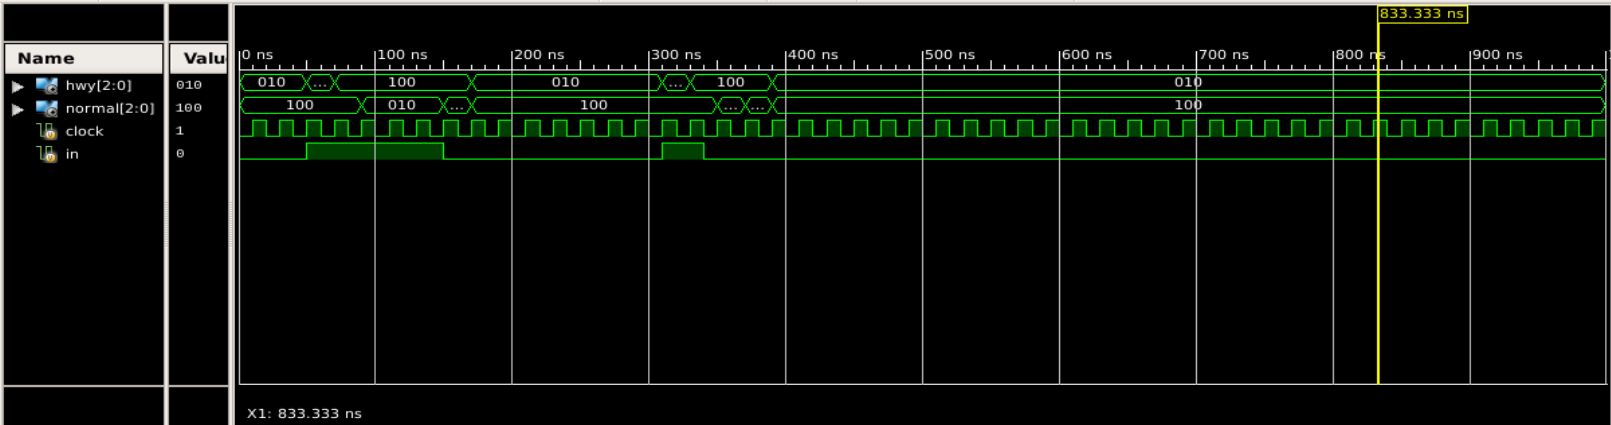 833.333 ns
Name Valu 0 ns 100 ns 200 ns 300 ns 400 ns 500 ns 600 ns 700 ns 800 ns 900 ns
hwy[2:0] 010 010 ... 100 010 ... 100 010
normal[2:0] 100 100 010 ... 100 ... ... 100
clock 1
in 0
X1: 833.333 ns